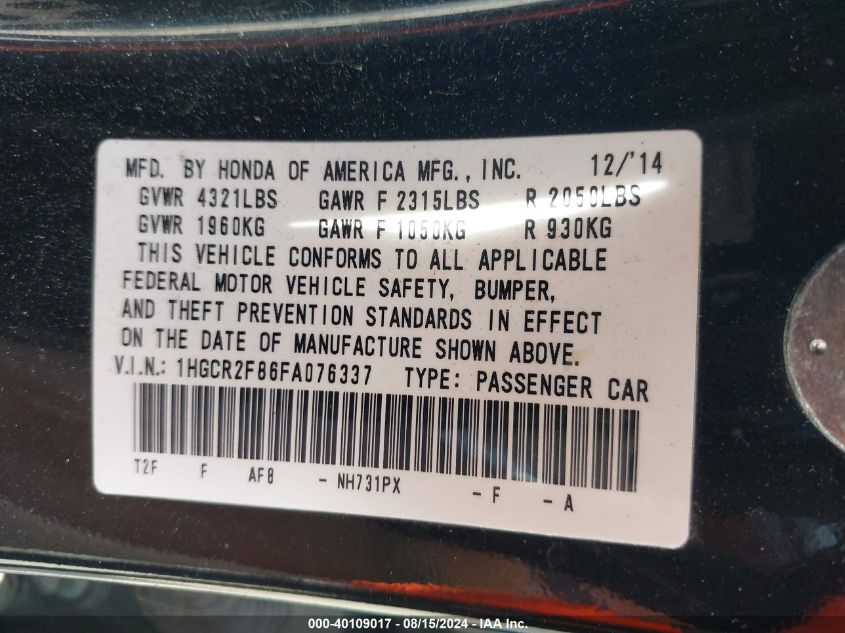 MFD. BY HONDA OF AMERICA MFG., INC. 12/'14
GVWR 4321LBS GAWR F 2315LBS R 2050LBS
GVWR 1960KG GAWR F 1050KG R 930KG
THIS VEHICLE CONFORMS TO ALL APPLICABLE
FEDERAL MOTOR VEHICLE SAFETY, BUMPER,
AND THEFT PREVENTION STANDARDS IN EFFECT
ON THE DATE OF MANUFACTURE SHOWN ABOVE.
V.I.N.: 1HGCR2F86FA076337 TYPE: PASSENGER CAR
T2F F AF8 - NH731PX - F - A
000-40109017 - 08/15/2024 - IAA Inc.